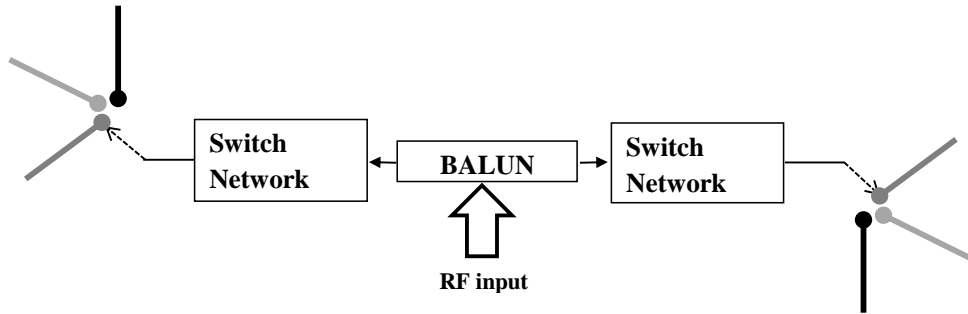 Switch
Network
BALUN
Switch
Network
RF input